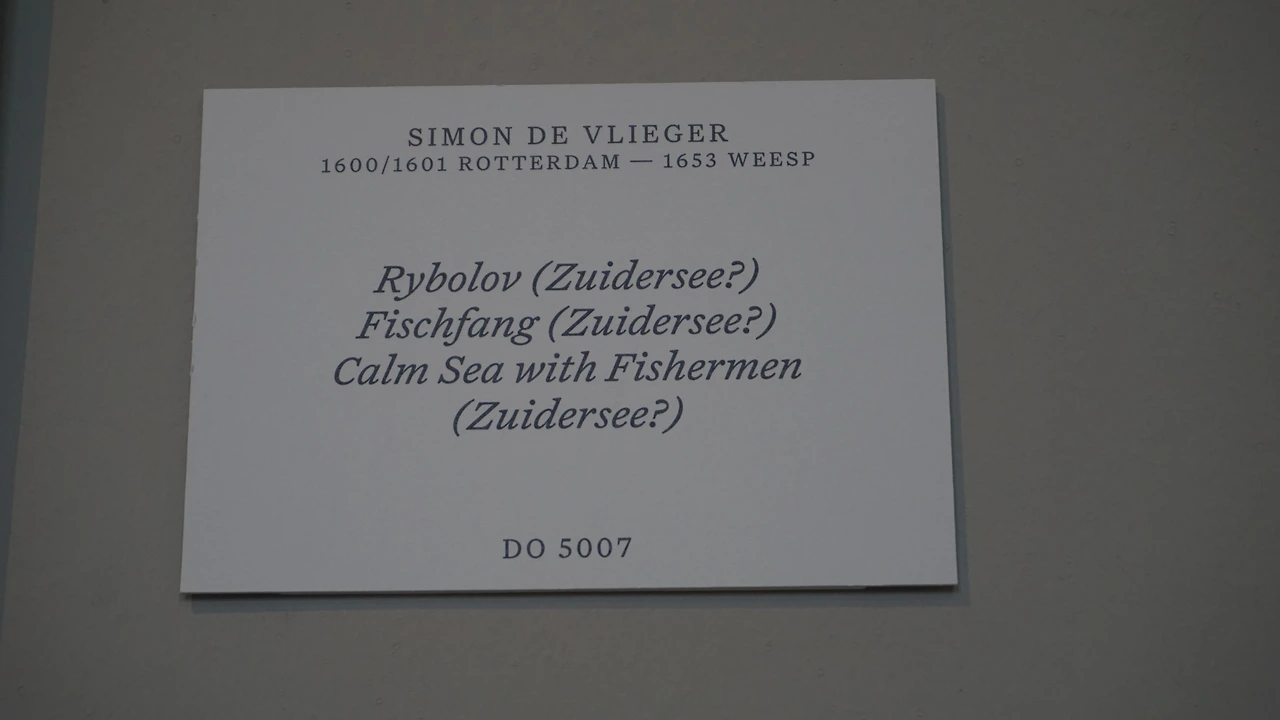 SIMON DE VLIEGER
1600/1601 ROTTERDAM — 1653 WEESP
Rybolov (Zuidersee?)
Fischfang (Zuidersee?)
Calm Sea with Fishermen
(Zuidersee?)
DO 5007